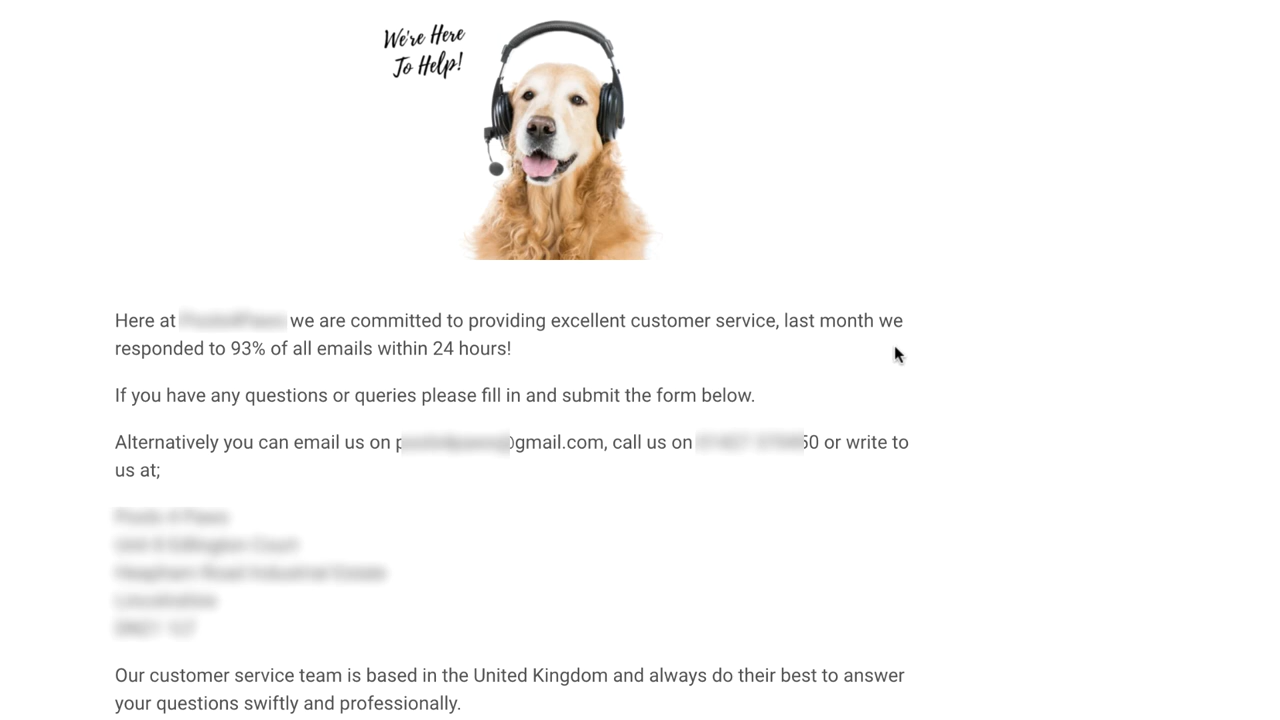 We're Here
To Help!
Here at we are committed to providing excellent customer service, last month we
responded to 93% of all emails within 24 hours!
If you have any questions or queries please fill in and submit the form below.
Alternatively you can email us on p @gmail.com, call us on 50 or write to
us at;
Our customer service team is based in the United Kingdom and always do their best to answer
your questions swiftly and professionally.